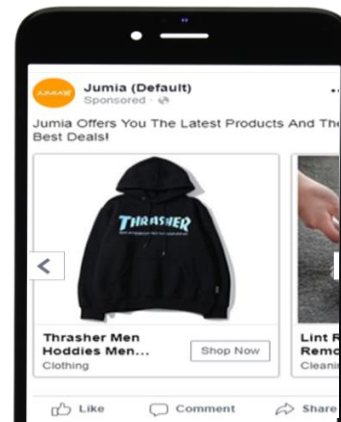 JUMIA
Jumia (Default)
Sponsored ·
Jumia Offers You The Latest Products And The
Best Deals!
THRASHER
Thrasher Men
Hoddies Men...
Shop Now
Clothing
Lint R
Remo
Cleanin
Like
Comment
Share